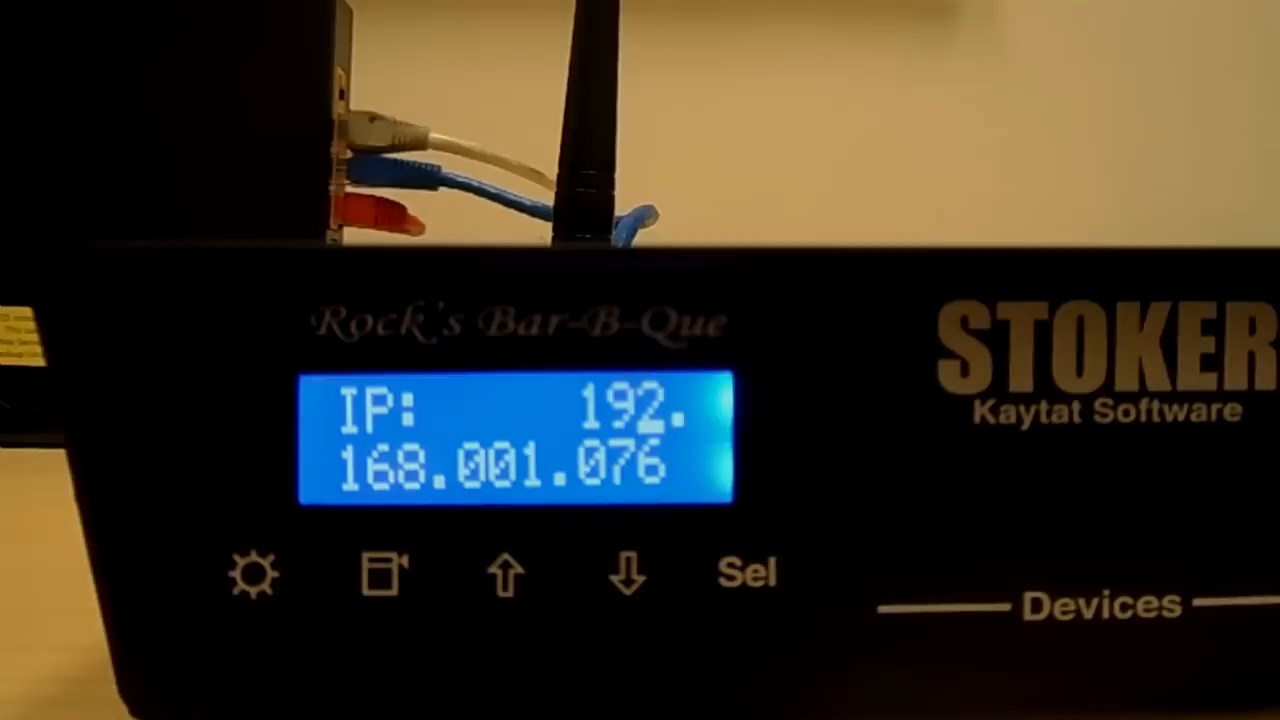 Rock's Bar-B-Que
STOKER
Kaytat Software
IP: 192.
168.001.076
Sel
Devices